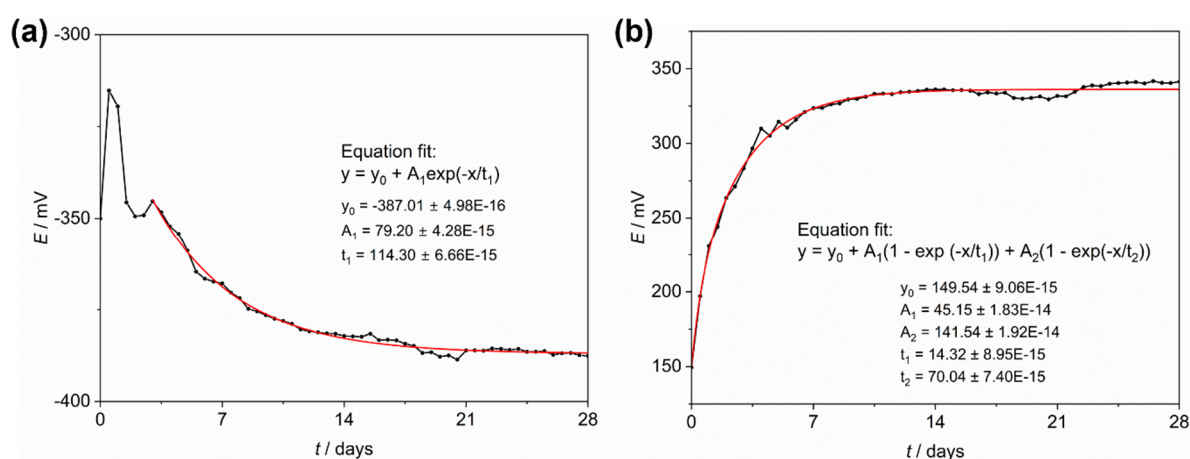 (a)
-300
-350
-400
E / mV
Equation fit:
y = y₀ + A₁exp(-x/t₁)
y₀ = -387.01 ± 4.98E-16
A₁ = 79.20 ± 4.28E-15
t₁ = 114.30 ± 6.66E-15
0 7 14 21 28
t / days
(b)
350
300
250
200
150
E / mV
Equation fit:
y = y₀ + A₁(1 - exp (-x/t₁)) + A₂(1 - exp(-x/t₂))
y₀ = 149.54 ± 9.06E-15
A₁ = 45.15 ± 1.83E-14
A₂ = 141.54 ± 1.92E-14
t₁ = 14.32 ± 8.95E-15
t₂ = 70.04 ± 7.40E-15
0 7 14 21 28
t / days